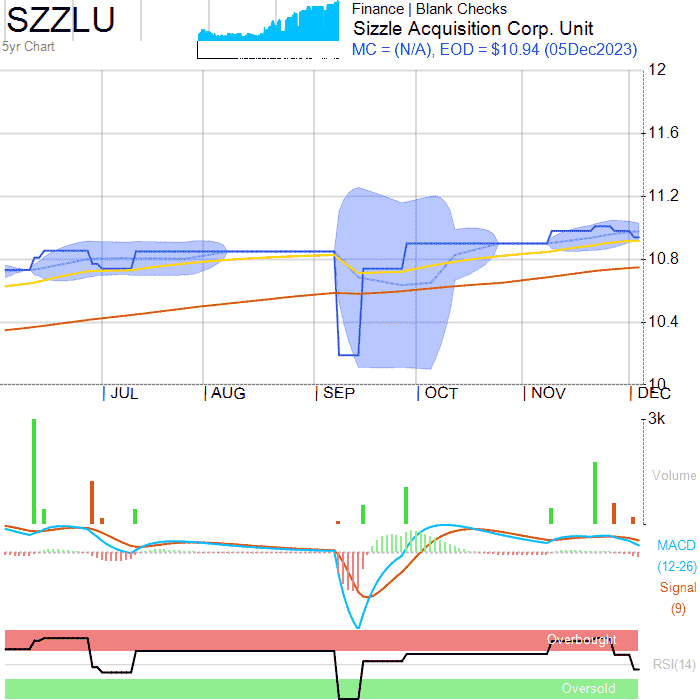 SZZLU
5yr Chart
Finance | Blank Checks
Sizzle Acquisition Corp. Unit
MC = (N/A), EOD = $10.94 (05Dec2023)
12
11.6
11.2
10.8
10.4
10
JUL AUG SEP OCT NOV DEC
3k
Volume
MACD
(12-26)
Signal
(9)
Overbought
RSI(14)
Oversold